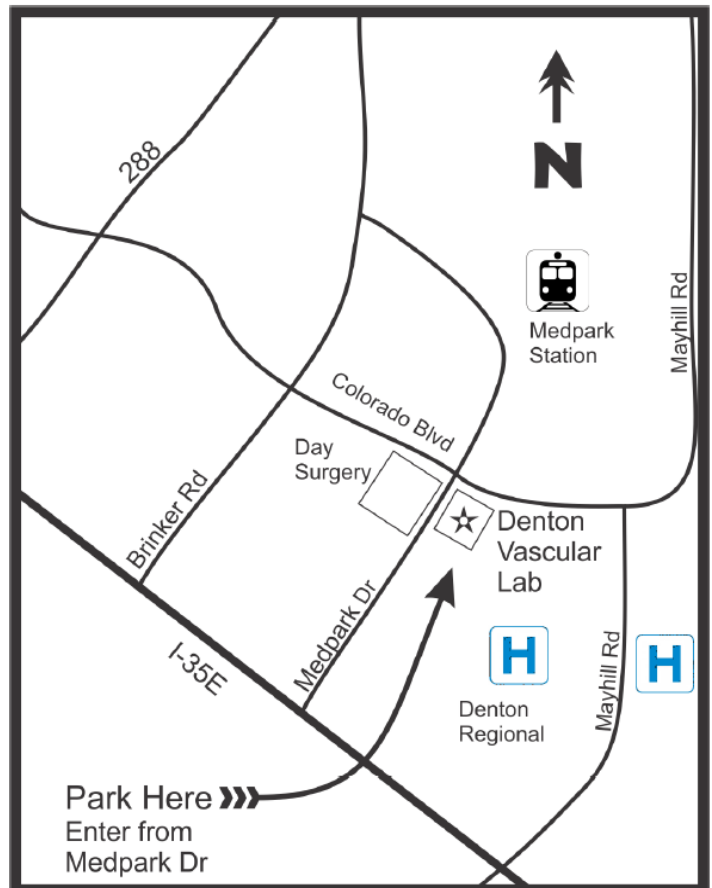 N
288
Medpark
Station
Mayhill Rd
Colorado Blvd
Day
Surgery
Brinker Rd
Denton
Vascular
Lab
Medpark Dr
I-35E
H
H
Mayhill Rd
Denton
Regional
Park Here
Enter from
Medpark Dr